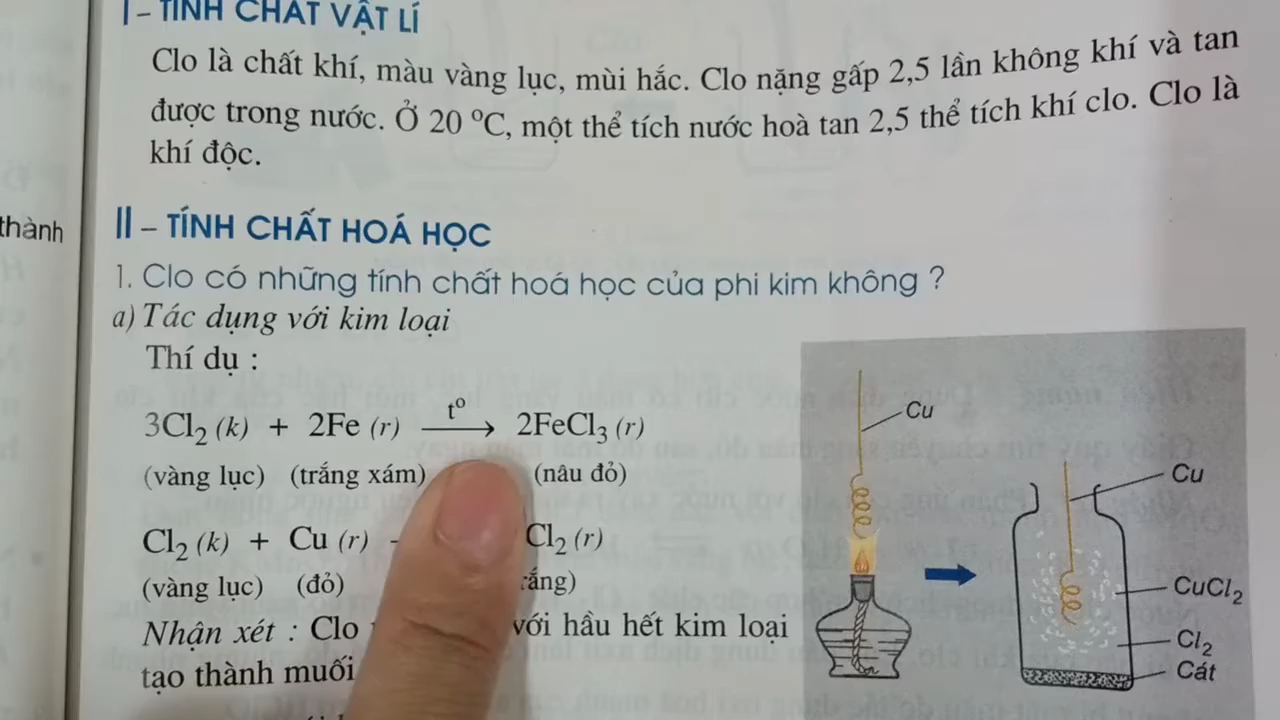 I – TÍNH CHẤT VẬT LÍ
Clo là chất khí, màu vàng lục, mùi hắc. Clo nặng gấp 2,5 lần không khí và tan
được trong nước. Ở 20 °C, một thể tích nước hoà tan 2,5 thể tích khí clo. Clo là
khí độc.
thành
II – TÍNH CHẤT HOÁ HỌC
1. Clo có những tính chất hoá học của phi kim không ?
a) Tác dụng với kim loại
Thí dụ :
3Cl₂ (k) + 2Fe (r) —t°→ 2FeCl₃ (r)
(vàng lục) (trắng xám) (nâu đỏ)
Cl₂ (k) + Cu (r) Cl₂ (r)
(vàng lục) (đỏ)
Nhận xét : Clo với hầu hết kim loại
tạo thành muối
Cu
Cu
CuCl₂
Cl₂
Cát